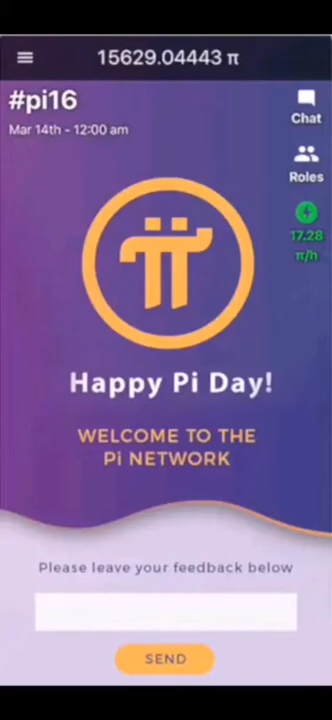 15629.04443 π
#pi16
Mar 14th - 12:00 am
Chat
Roles
17.28
π/h
Happy Pi Day!
WELCOME TO THE
Pi NETWORK
Please leave your feedback below
SEND